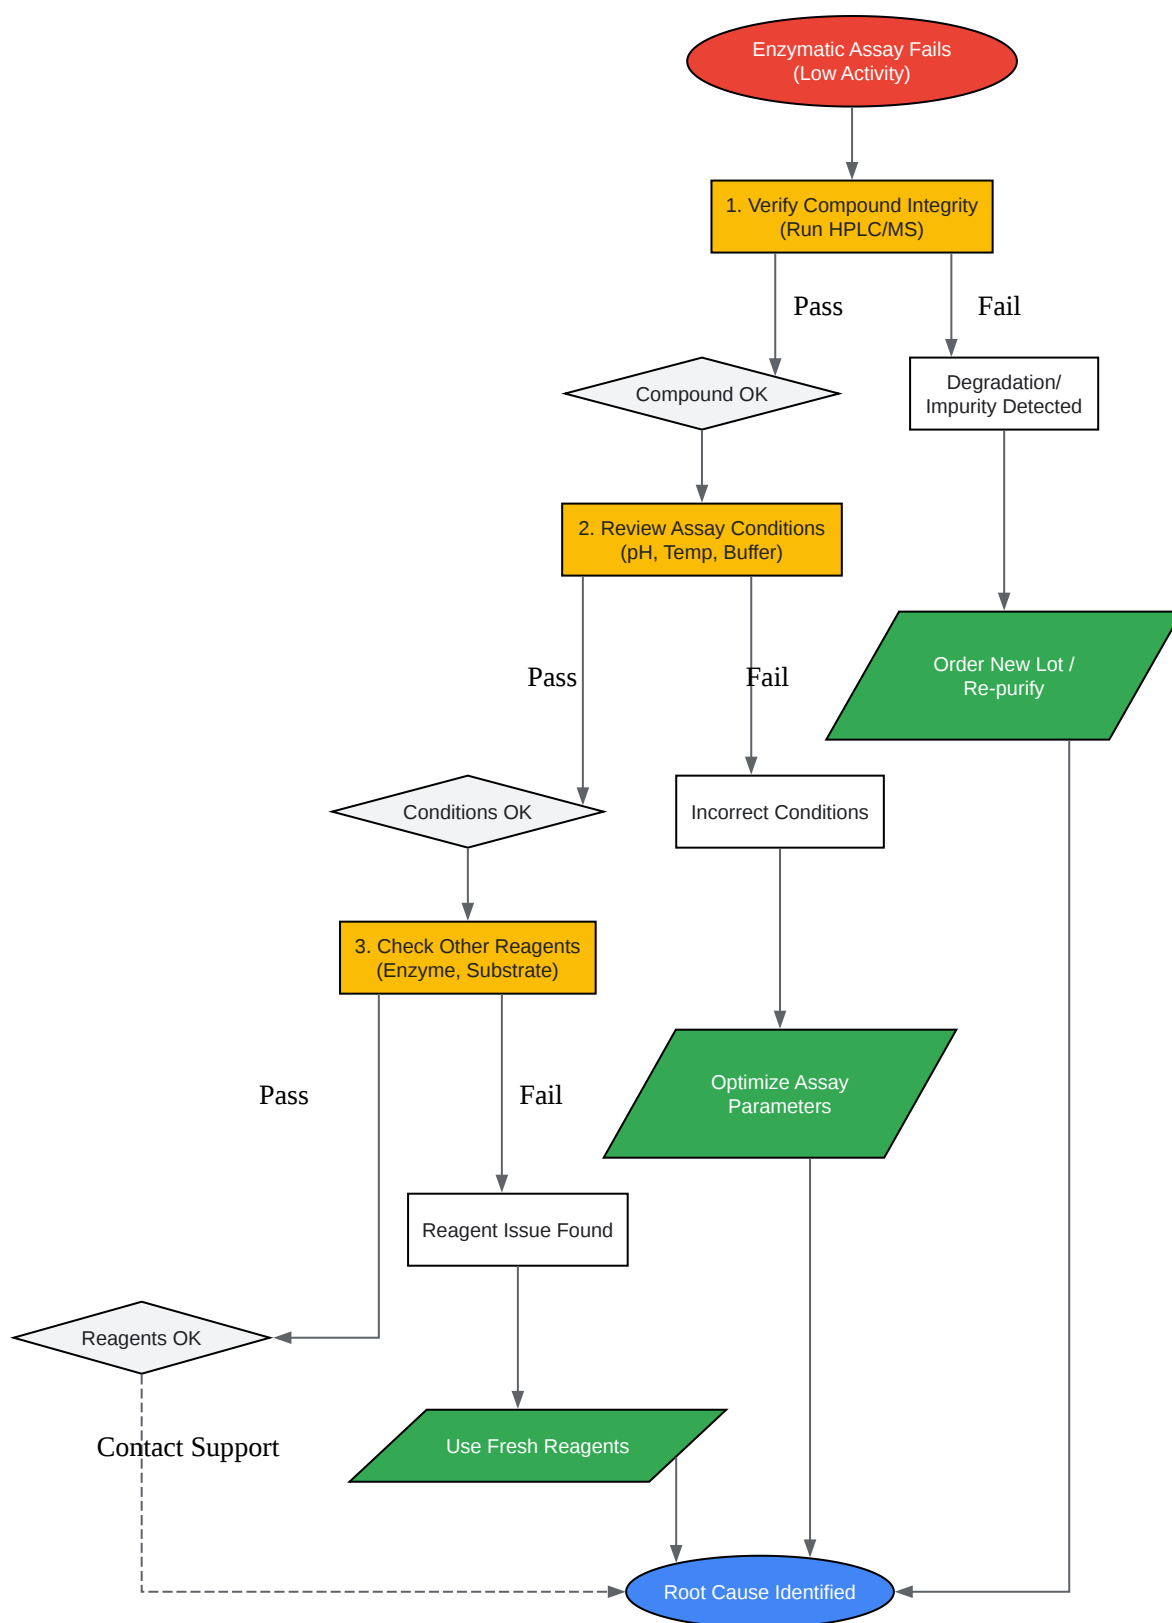 Enzymatic Assay Fails
(Low Activity)
1. Verify Compound Integrity
(Run HPLC/MS)
Pass
Fail
Compound OK
Degradation/
Impurity Detected
2. Review Assay Conditions
(pH, Temp, Buffer)
Pass
Fail
Order New Lot /
Re-purify
Conditions OK
Incorrect Conditions
3. Check Other Reagents
(Enzyme, Substrate)
Pass
Fail
Optimize Assay
Parameters
Reagent Issue Found
Reagents OK
Contact Support
Use Fresh Reagents
Root Cause Identified